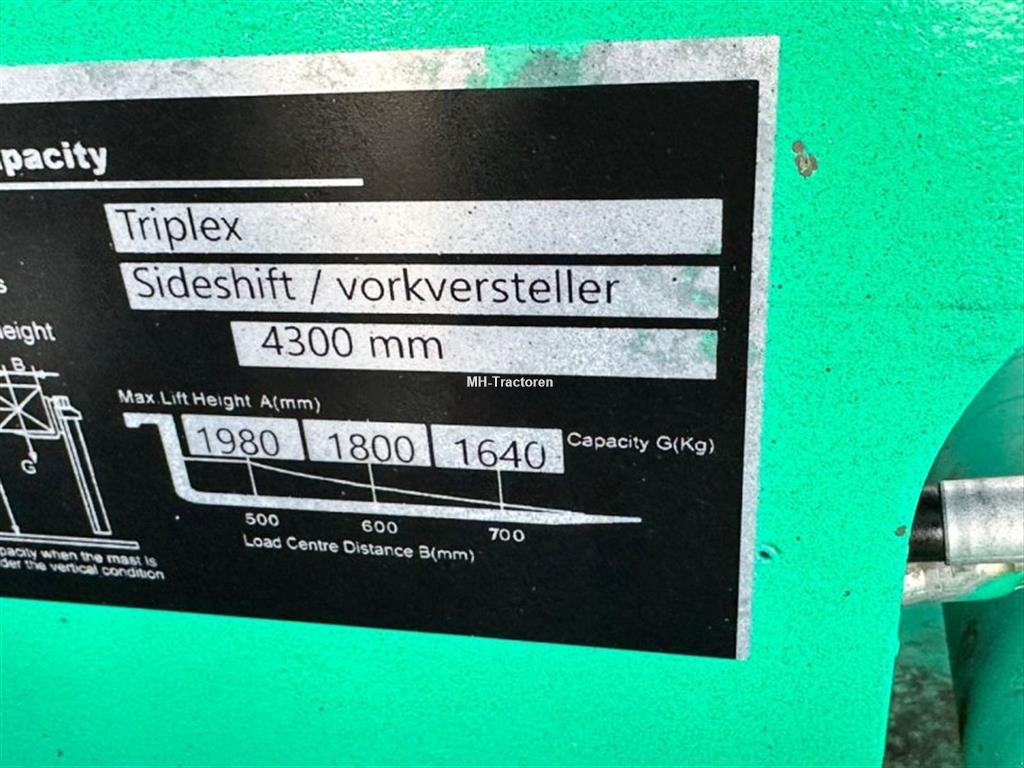 pacity
Triplex
Sideshift / vorkversteller
s
eight
4300 mm
MH-Tractoren
B
Max.Lift Height A(mm)
1980 1800 1640 Capacity G(Kg)
G
500 600 700
Load Centre Distance B(mm)
pacity when the mast is
der the vertical condition